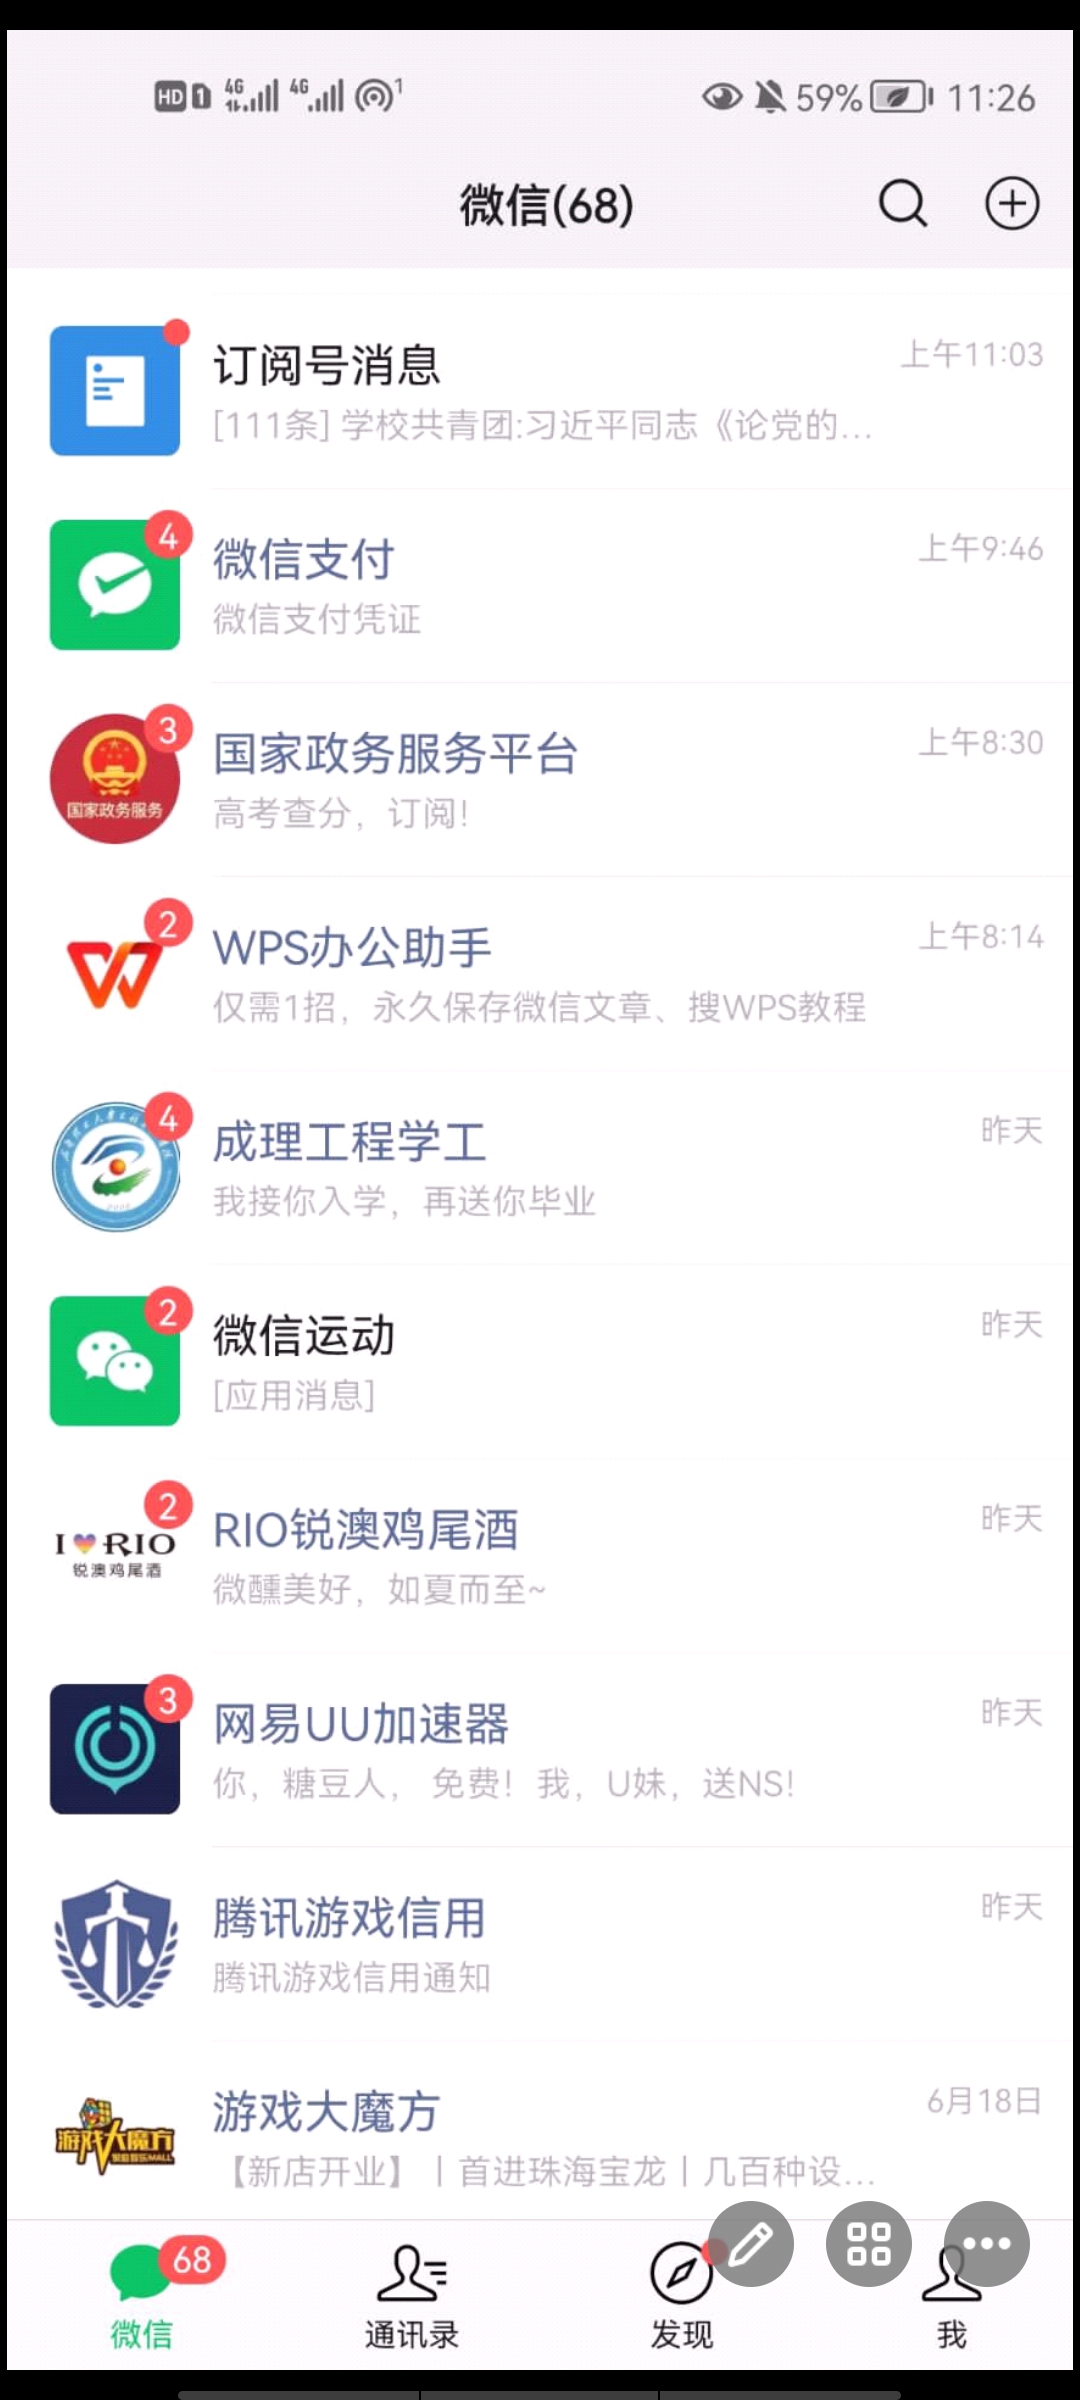 HD 1 4G 4G 1 59% 11:26
微信(68)
订阅号消息 上午11:03
[111条] 学校共青团:习近平同志《论党的...
4
微信支付 上午9:46
微信支付凭证
3
国家政务服务
国家政务服务平台 上午8:30
高考查分，订阅！
2
WPS办公助手 上午8:14
仅需1招，永久保存微信文章、搜WPS教程
4
成理工程学工 昨天
我接你入学，再送你毕业
2
微信运动 昨天
[应用消息]
2
I RIO
锐澳鸡尾酒
RIO锐澳鸡尾酒 昨天
微醺美好，如夏而至~
3
网易UU加速器 昨天
你，糖豆人， 免费！我，U妹，送NS！
腾讯游戏信用 昨天
腾讯游戏信用通知
游戏大魔方
游戏大魔方 6月18日
【新店开业】丨首进珠海宝龙丨几百种设...
68
微信 通讯录 发现 我